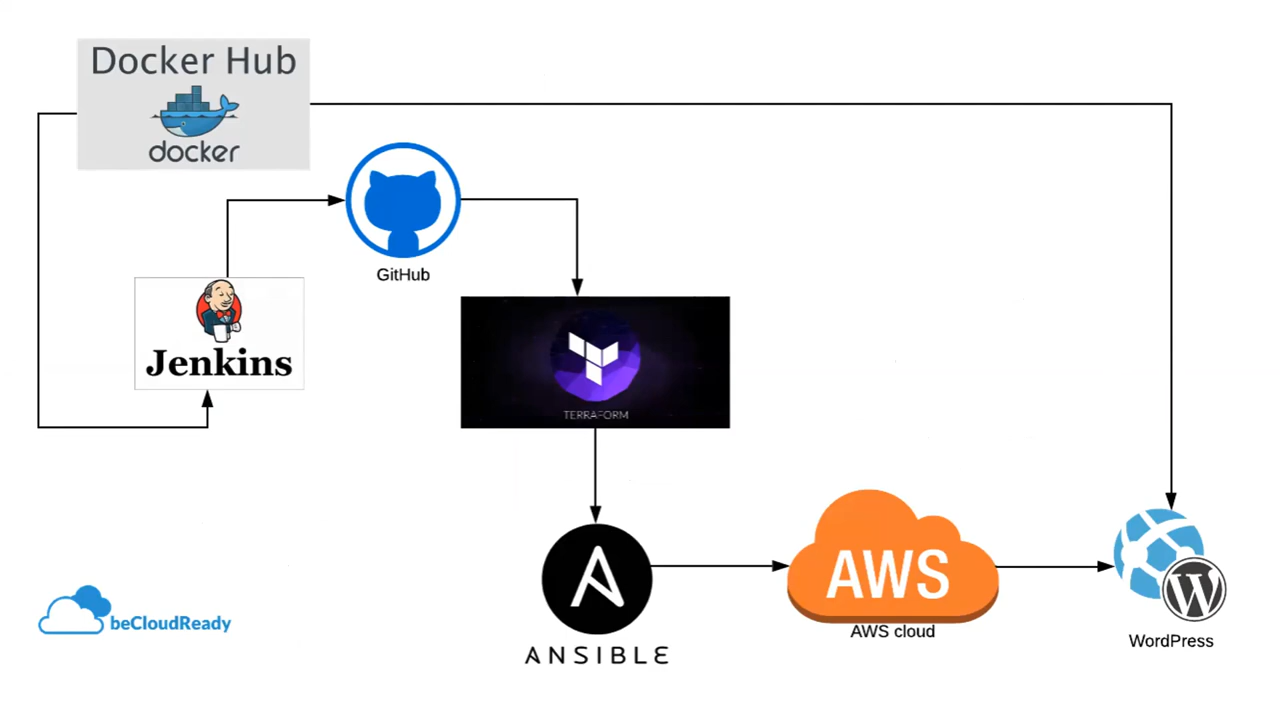 Docker Hub
docker
GitHub
Jenkins
TERRAFORM
AWS
AWS cloud
WordPress
beCloudReady
ANSIBLE